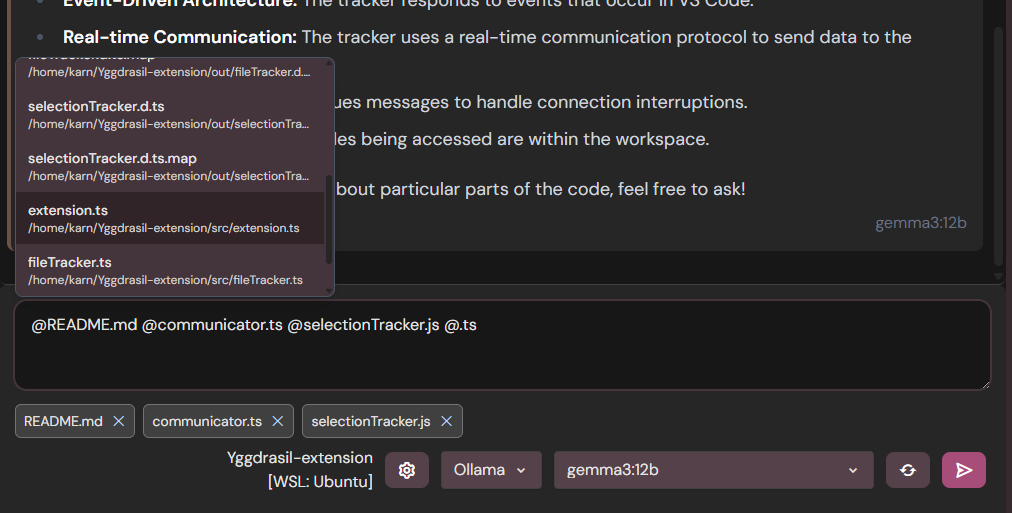 Event-Driven Architecture: The tracker responds to events that occur in VS Code.
Real-time Communication: The tracker uses a real-time communication protocol to send data to the
/home/karn/Yggdrasil-extension/out/fileTracker.d....
ues messages to handle connection interruptions.
selectionTracker.d.ts
/home/karn/Yggdrasil-extension/out/selectionTra...
les being accessed are within the workspace.
selectionTracker.d.ts.map
/home/karn/Yggdrasil-extension/out/selectionTra...
bout particular parts of the code, feel free to ask!
extension.ts
/home/karn/Yggdrasil-extension/src/extension.ts
gemma3:12b
fileTracker.ts
/home/karn/Yggdrasil-extension/src/fileTracker.ts
@README.md @communicator.ts @selectionTracker.js @.ts
README.md
communicator.ts
selectionTracker.js
Yggdrasil-extension
[WSL: Ubuntu]
Ollama
gemma3:12b